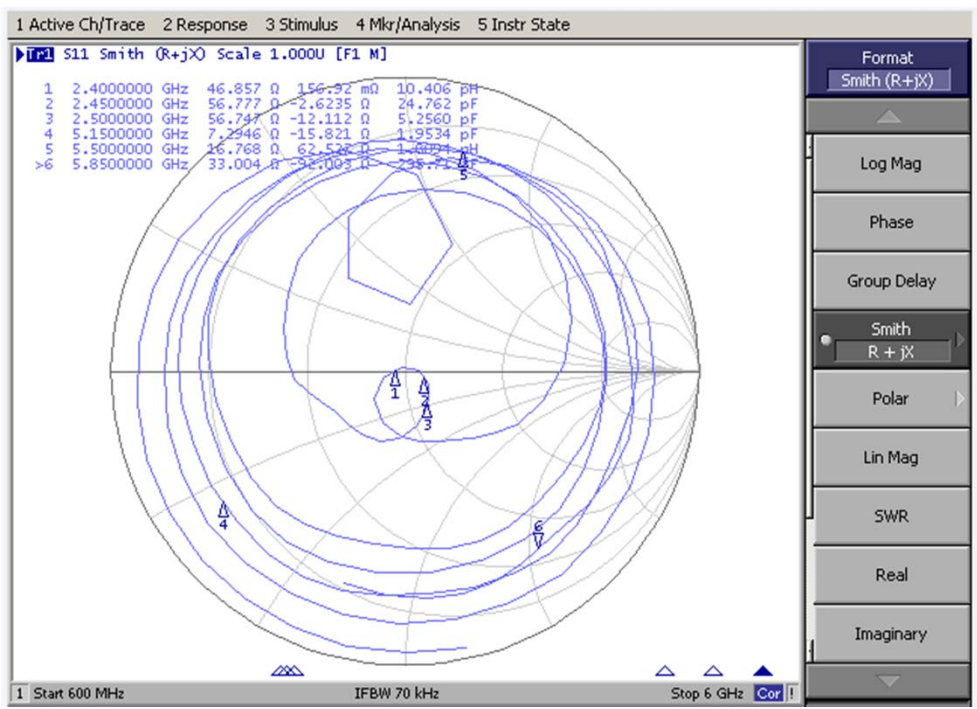 1 Active Ch/Trace 2 Response 3 Stimulus 4 Mkr/Analysis 5 Instr State
Tr1 S11 Smith (R+jX) Scale 1.000U [F1 M]
1 2.4000000 GHz 46.857 Ω 156.92 mΩ 10.406 pH
2 2.4500000 GHz 56.777 Ω -2.6235 Ω 24.762 pF
3 2.5000000 GHz 56.747 Ω -12.112 Ω 5.2560 pF
4 5.1500000 GHz 7.2946 Ω -15.821 Ω 1.9534 pF
5 5.5000000 GHz 16.768 Ω
>6 5.8500000 GHz 33.004 Ω -92.003 Ω
5
1
2
3
4
6
1 Start 600 MHz
IFBW 70 kHz
Stop 6 GHz Cor !
Format
Smith (R+jX)
Log Mag
Phase
Group Delay
Smith
R + jX
Polar
Lin Mag
SWR
Real
Imaginary